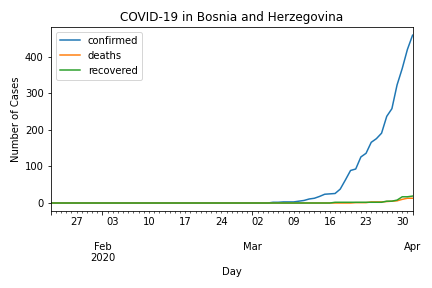 COVID-19 in Bosnia and Herzegovina
confirmed
deaths
recovered
Number of Cases
400
300
200
100
0
27 03 10 17 24 02 09 16 23 30
Feb Mar Apr
2020
Day